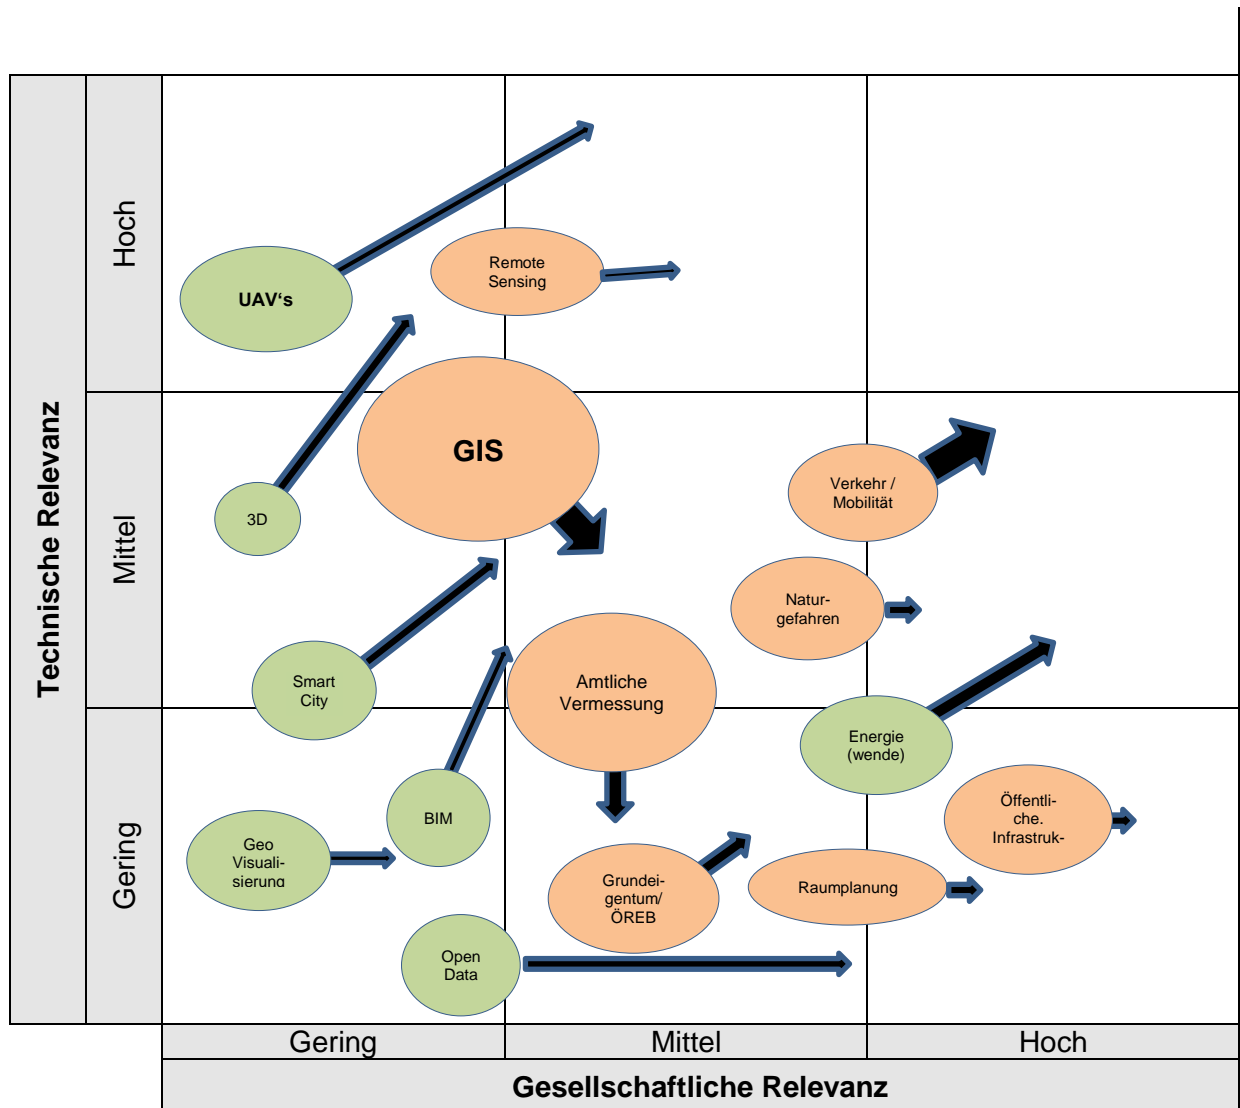 Technische Relevanz
Hoch
Mittel
Gering
UAV‘s
Remote
Sensing
GIS
3D
Verkehr /
Mobilität
Natur-
gefahren
Smart
City
Amtliche
Vermessung
Energie
(wende)
BIM
Öffentli-
che.
Infrastruk-
Geo
Visuali-
sierung
Grundei-
gentum/
ÖREB
Raumplanung
Open
Data
Gering
Mittel
Hoch
Gesellschaftliche Relevanz